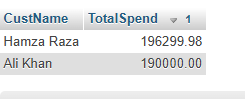 CustName TotalSpend 1
Hamza Raza 196299.98
Ali Khan 190000.00